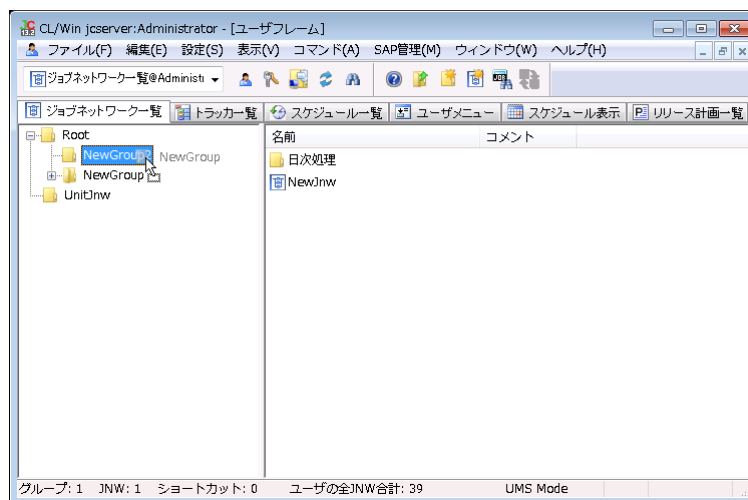 CL/Win jcserver:Administrator - [ユーザフレーム]
ファイル(F) 編集(E) 設定(S) 表示(V) コマンド(A) SAP管理(M) ウィンドウ(W) ヘルプ(H)
ジョブネットワーク一覧@Administ
ジョブネットワーク一覧 トラッカ一覧 スケジュール一覧 ユーザメニュー スケジュール表示 リリース計画一覧
Root
NewGroup2 NewGroup
NewGroup
UnitJnw
名前 コメント
日次処理
NewJnw
グループ: 1 JNW: 1 ショートカット: 0 ユーザの全JNW合計: 39 UMS Mode